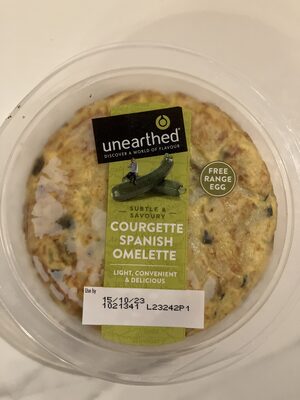 unearthed®
DISCOVER A WORLD OF FLAVOUR
SUBTLE &
SAVOURY
COURGETTE
SPANISH
OMELETTE
LIGHT, CONVENIENT
& DELICIOUS
FREE
RANGE
EGG
Use by
15/10/23
1021341 L23242P1